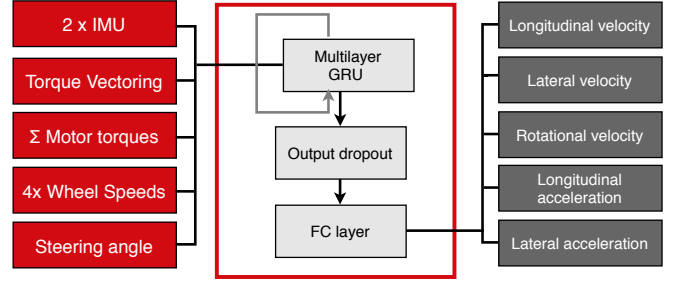 2 x IMU
Torque Vectoring
Σ Motor torques
4x Wheel Speeds
Steering angle
Multilayer
GRU
Output dropout
FC layer
Longitudinal velocity
Lateral velocity
Rotational velocity
Longitudinal
acceleration
Lateral acceleration